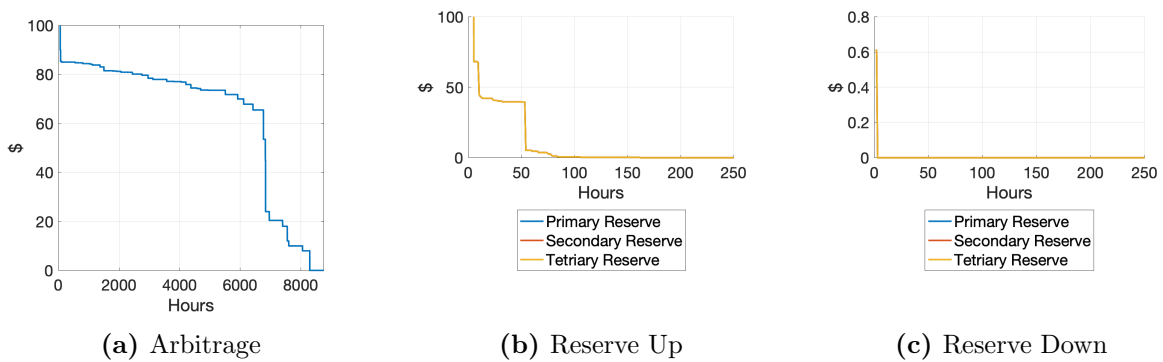 100
80
60
40
20
0
$
0 2000 4000 6000 8000
Hours
(a) Arbitrage
100
50
0
$
0 50 100 150 200 250
Hours
Primary Reserve
Secondary Reserve
Tetriary Reserve
(b) Reserve Up
0.8
0.6
0.4
0.2
0
$
0 50 100 150 200 250
Hours
Primary Reserve
Secondary Reserve
Tetriary Reserve
(c) Reserve Down